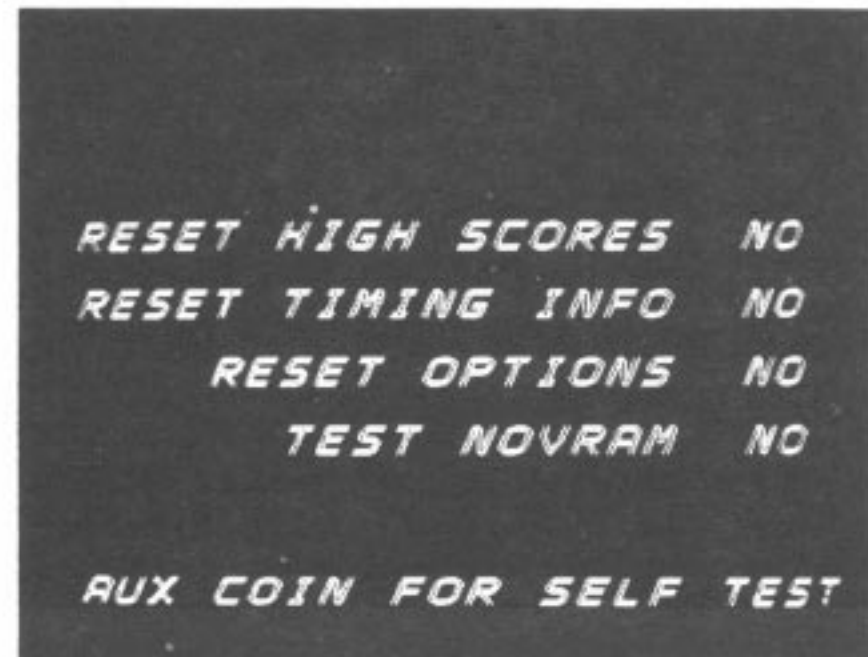 RESET HIGH SCORES NO
RESET TIMING INFO NO
RESET OPTIONS NO
TEST NOVRAM NO
AUX COIN FOR SELF TEST